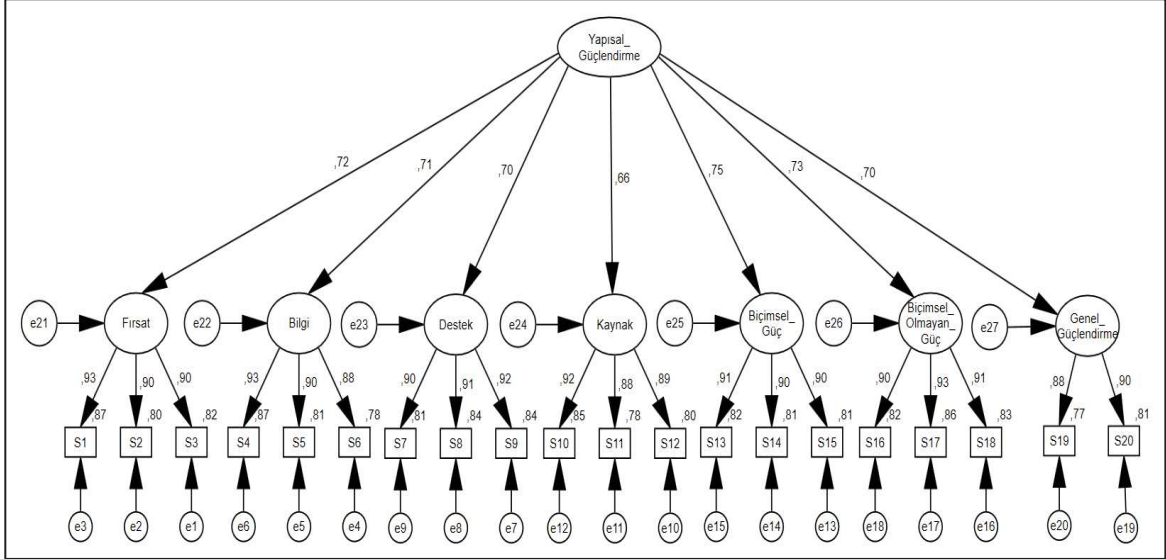 Yapısal_
Güçlendirme
,72
,71
,70
,66
,75
,73
,70
e21
Fırsat
e22
Bilgi
e23
Destek
e24
Kaynak
e25
Biçimsel_
Güç
e26
Biçimsel_
Olmayan_
Güç
e27
Genel_
Güçlendirme
,93 ,90 ,90 ,93 ,90 ,88 ,90 ,91 ,92 ,92 ,88 ,89 ,91 ,90 ,90 ,90 ,93 ,91 ,88 ,90
,87 ,80 ,82 ,87 ,81 ,78 ,81 ,84 ,84 ,85 ,78 ,80 ,82 ,81 ,81 ,82 ,86 ,83 ,77 ,81
S1 S2 S3 S4 S5 S6 S7 S8 S9 S10 S11 S12 S13 S14 S15 S16 S17 S18 S19 S20
e3 e2 e1 e6 e5 e4 e9 e8 e7 e12 e11 e10 e15 e14 e13 e18 e17 e16 e20 e19